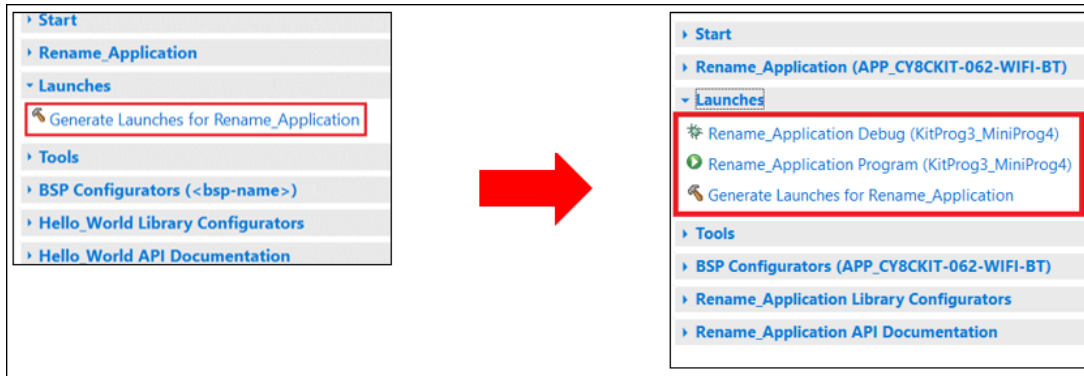 Start
Rename_Application
Launches
Generate Launches for Rename_Application
Tools
BSP Configurators (<bsp-name>)
Hello_World Library Configurators
Hello_World API Documentation
Start
Rename_Application (APP_CY8CKIT-062-WIFI-BT)
Launches
Rename_Application Debug (KitProg3_MiniProg4)
Rename_Application Program (KitProg3_MiniProg4)
Generate Launches for Rename_Application
Tools
BSP Configurators (APP_CY8CKIT-062-WIFI-BT)
Rename_Application Library Configurators
Rename_Application API Documentation